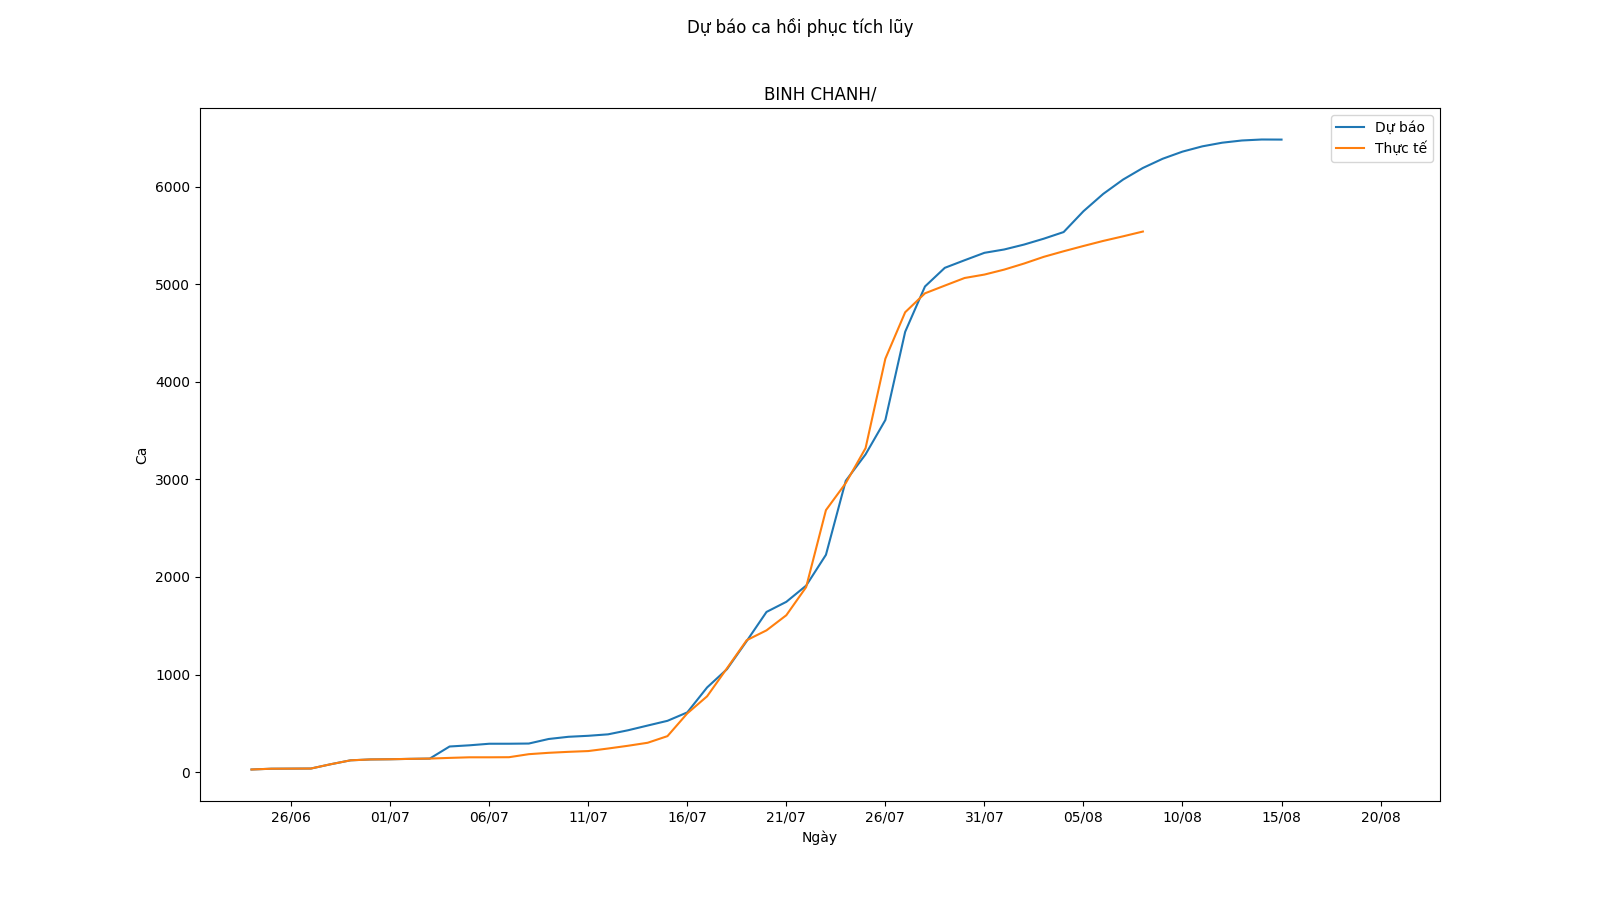 Dự báo ca hồi phục tích lũy
BINH CHANH/
Dự báo
Thực tế
6000
5000
4000
3000
2000
1000
0
Ca
26/06 01/07 06/07 11/07 16/07 21/07 26/07 31/07 05/08 10/08 15/08 20/08
Ngày